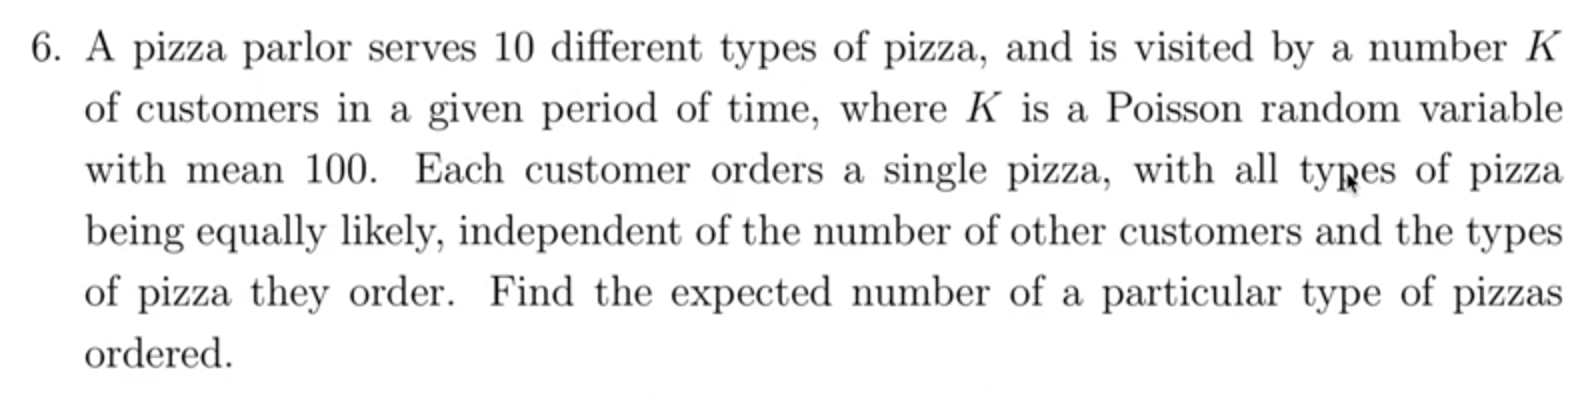 6. A pizza parlor serves 10 different types of pizza, and is visited by a number K
of customers in a given period of time, where K is a Poisson random variable
with mean 100. Each customer orders a single pizza, with all types of pizza
being equally likely, independent of the number of other customers and the types
of pizza they order. Find the expected number of a particular type of pizzas
ordered.